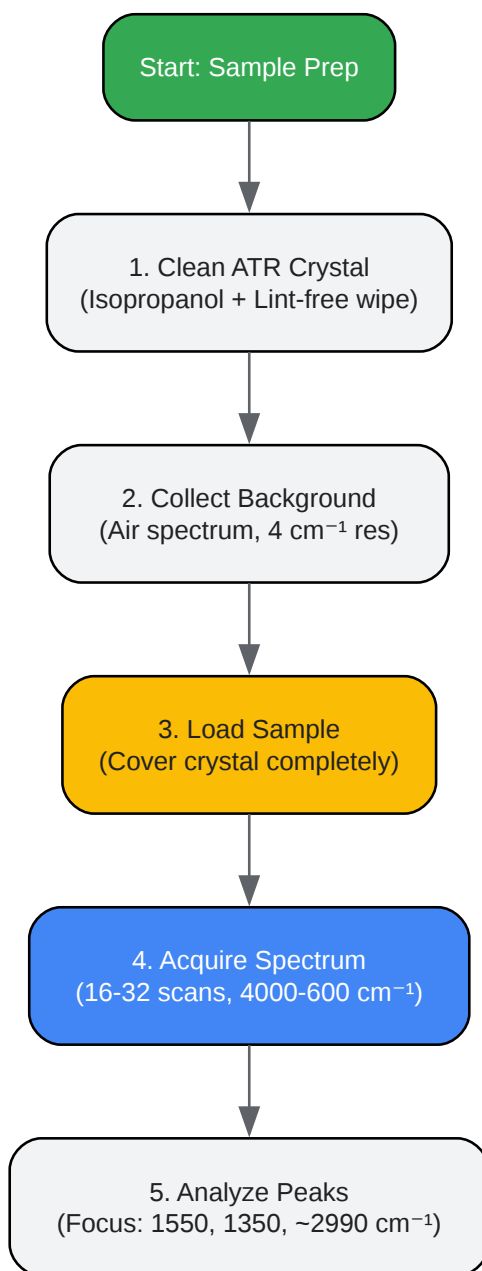 Start: Sample Prep
1. Clean ATR Crystal
(Isopropanol + Lint-free wipe)
2. Collect Background
(Air spectrum, 4 cm⁻¹ res)
3. Load Sample
(Cover crystal completely)
4. Acquire Spectrum
(16-32 scans, 4000-600 cm⁻¹)
5. Analyze Peaks
(Focus: 1550, 1350, ~2990 cm⁻¹)